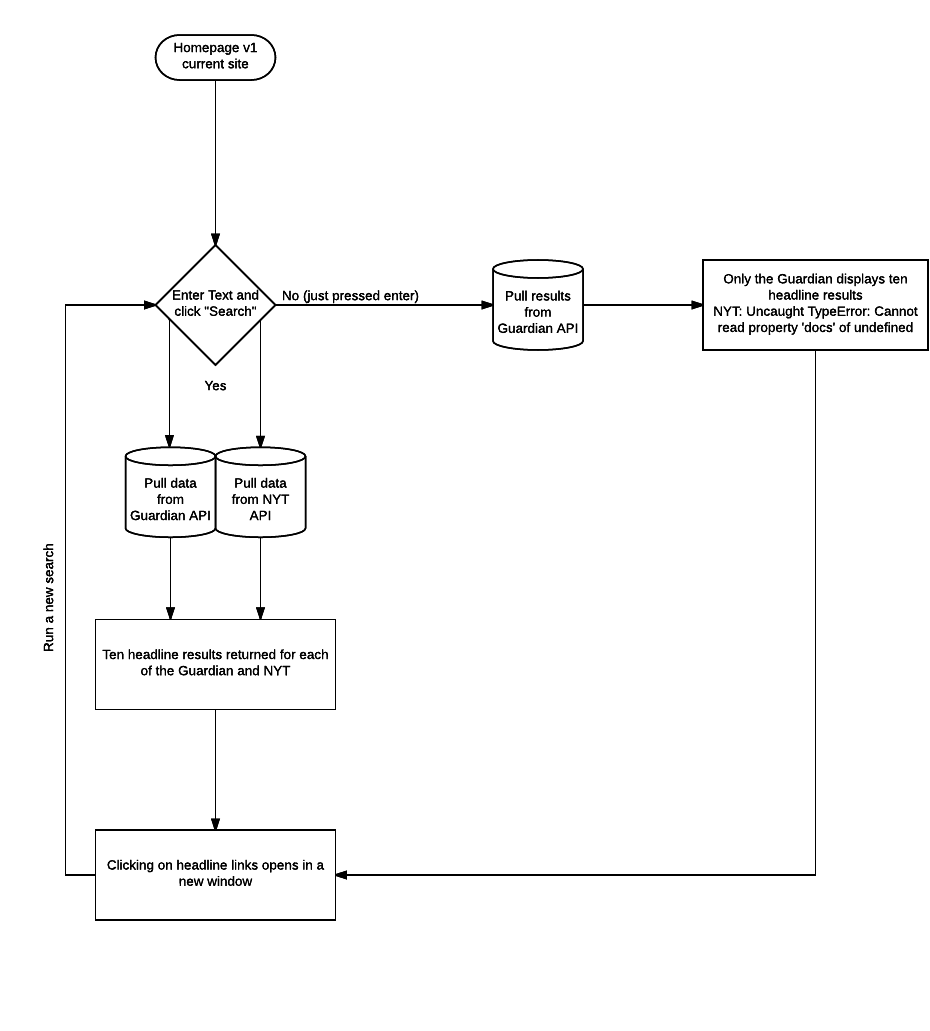 Homepage v1
current site
Enter Text and
click "Search"
No (just pressed enter)
Pull results
from
Guardian API
Only the Guardian displays ten
headline results
NYT: Uncaught TypeError: Cannot
read property 'docs' of undefined
Yes
Pull data
from
Guardian API
Pull data
from NYT
API
Run a new search
Ten headline results returned for each
of the Guardian and NYT
Clicking on headline links opens in a
new window